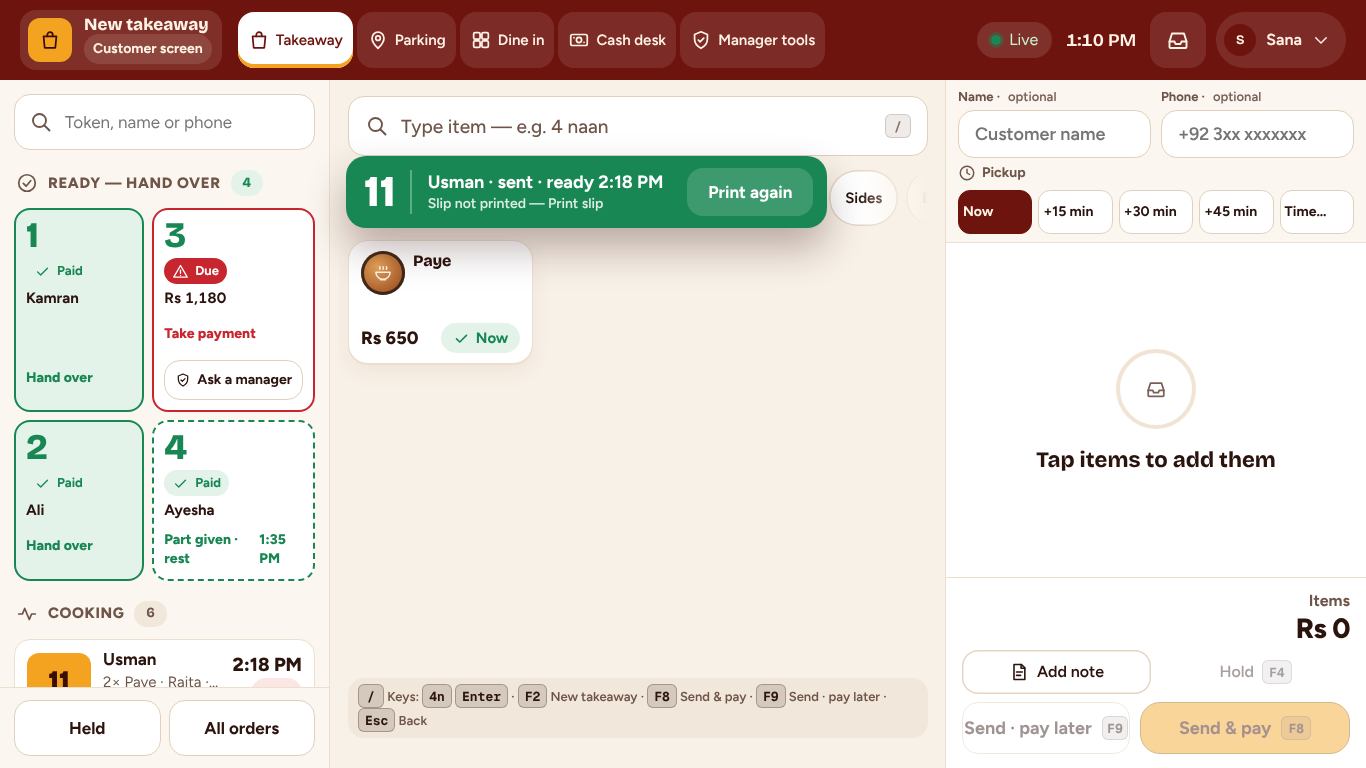 New takeaway
Customer screen
Takeaway
Parking
Dine in
Cash desk
Manager tools
Live
1:10 PM
S
Sana
Token, name or phone
READY — HAND OVER 4
1
Paid
Kamran
Hand over
3
Due
Rs 1,180
Take payment
Ask a manager
2
Paid
Ali
Hand over
4
Paid
Ayesha
Part given · rest
1:35 PM
COOKING 6
11
Usman
2:18 PM
2× Paye · Raita ·...
Held
All orders
Type item — e.g. 4 naan
/
11
Usman · sent · ready 2:18 PM
Slip not printed — Print slip
Print again
Sides
Paye
Rs 650
Now
/ Keys: 4n Enter · F2 New takeaway · F8 Send & pay · F9 Send · pay later ·
Esc Back
Name · optional
Phone · optional
Customer name
+92 3xx xxxxxxx
Pickup
Now
+15 min
+30 min
+45 min
Time...
Tap items to add them
Items
Rs 0
Add note
Hold F4
Send · pay later F9
Send & pay F8